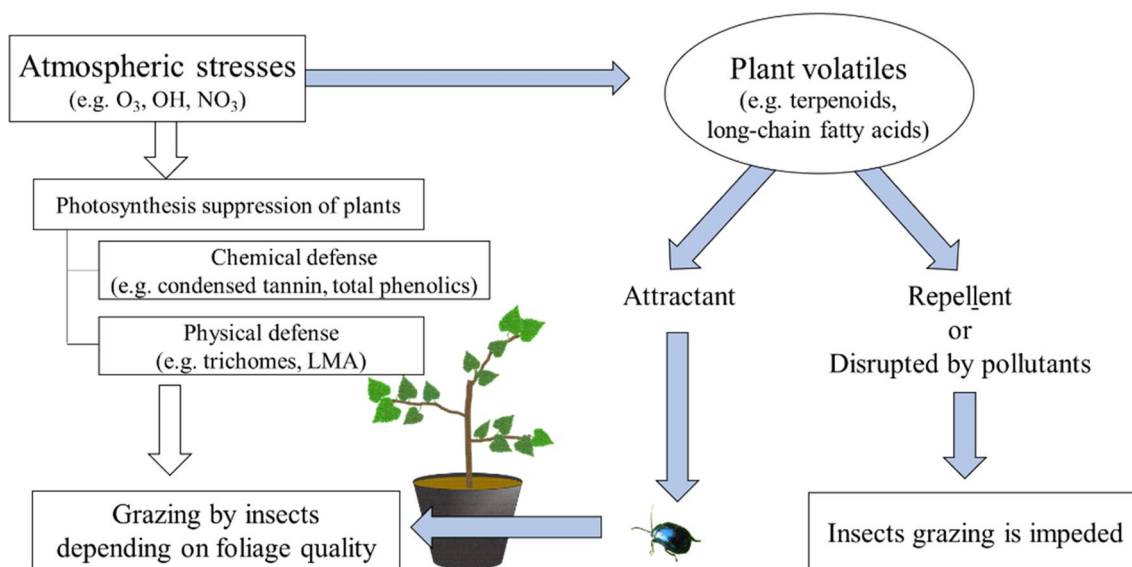 Atmospheric stresses
(e.g. O₃, OH, NO₃)
Photosynthesis suppression of plants
Chemical defense
(e.g. condensed tannin, total phenolics)
Physical defense
(e.g. trichomes, LMA)
Grazing by insects
depending on foliage quality
Plant volatiles
(e.g. terpenoids,
long-chain fatty acids)
Attractant
Repellent
or
Disrupted by pollutants
Insects grazing is impeded